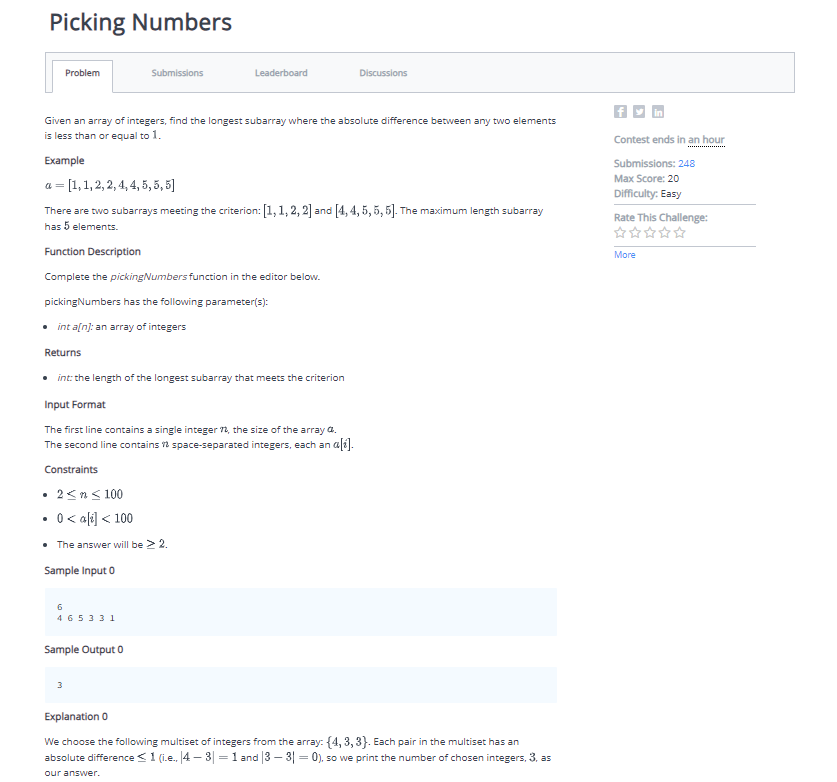 Picking Numbers
Problem
Submissions
Leaderboard
Discussions
Given an array of integers, find the longest subarray where the absolute difference between any two elements
is less than or equal to 1.
Example
a = [1, 1, 2, 2, 4, 4, 5, 5, 5]
There are two subarrays meeting the criterion: [1, 1, 2, 2] and [4, 4, 5, 5, 5]. The maximum length subarray
has 5 elements.
Function Description
Complete the pickingNumbers function in the editor below.
pickingNumbers has the following parameter(s):
• int a[n]: an array of integers
Returns
• int: the length of the longest subarray that meets the criterion
Input Format
The first line contains a single integer n, the size of the array a.
The second line contains n space-separated integers, each an a[i].
Constraints
• 2 ≤ n ≤ 100
• 0 < a[i] < 100
• The answer will be ≥ 2.
Sample Input 0
6
4 6 5 3 3 1
Sample Output 0
3
Explanation 0
We choose the following multiset of integers from the array: {4, 3, 3}. Each pair in the multiset has an
absolute difference ≤ 1 (i.e., |4 − 3| = 1 and |3 − 3| = 0), so we print the number of chosen integers, 3, as
our answer.
f
in
Contest ends in an hour
Submissions: 248
Max Score: 20
Difficulty: Easy
Rate This Challenge:
More